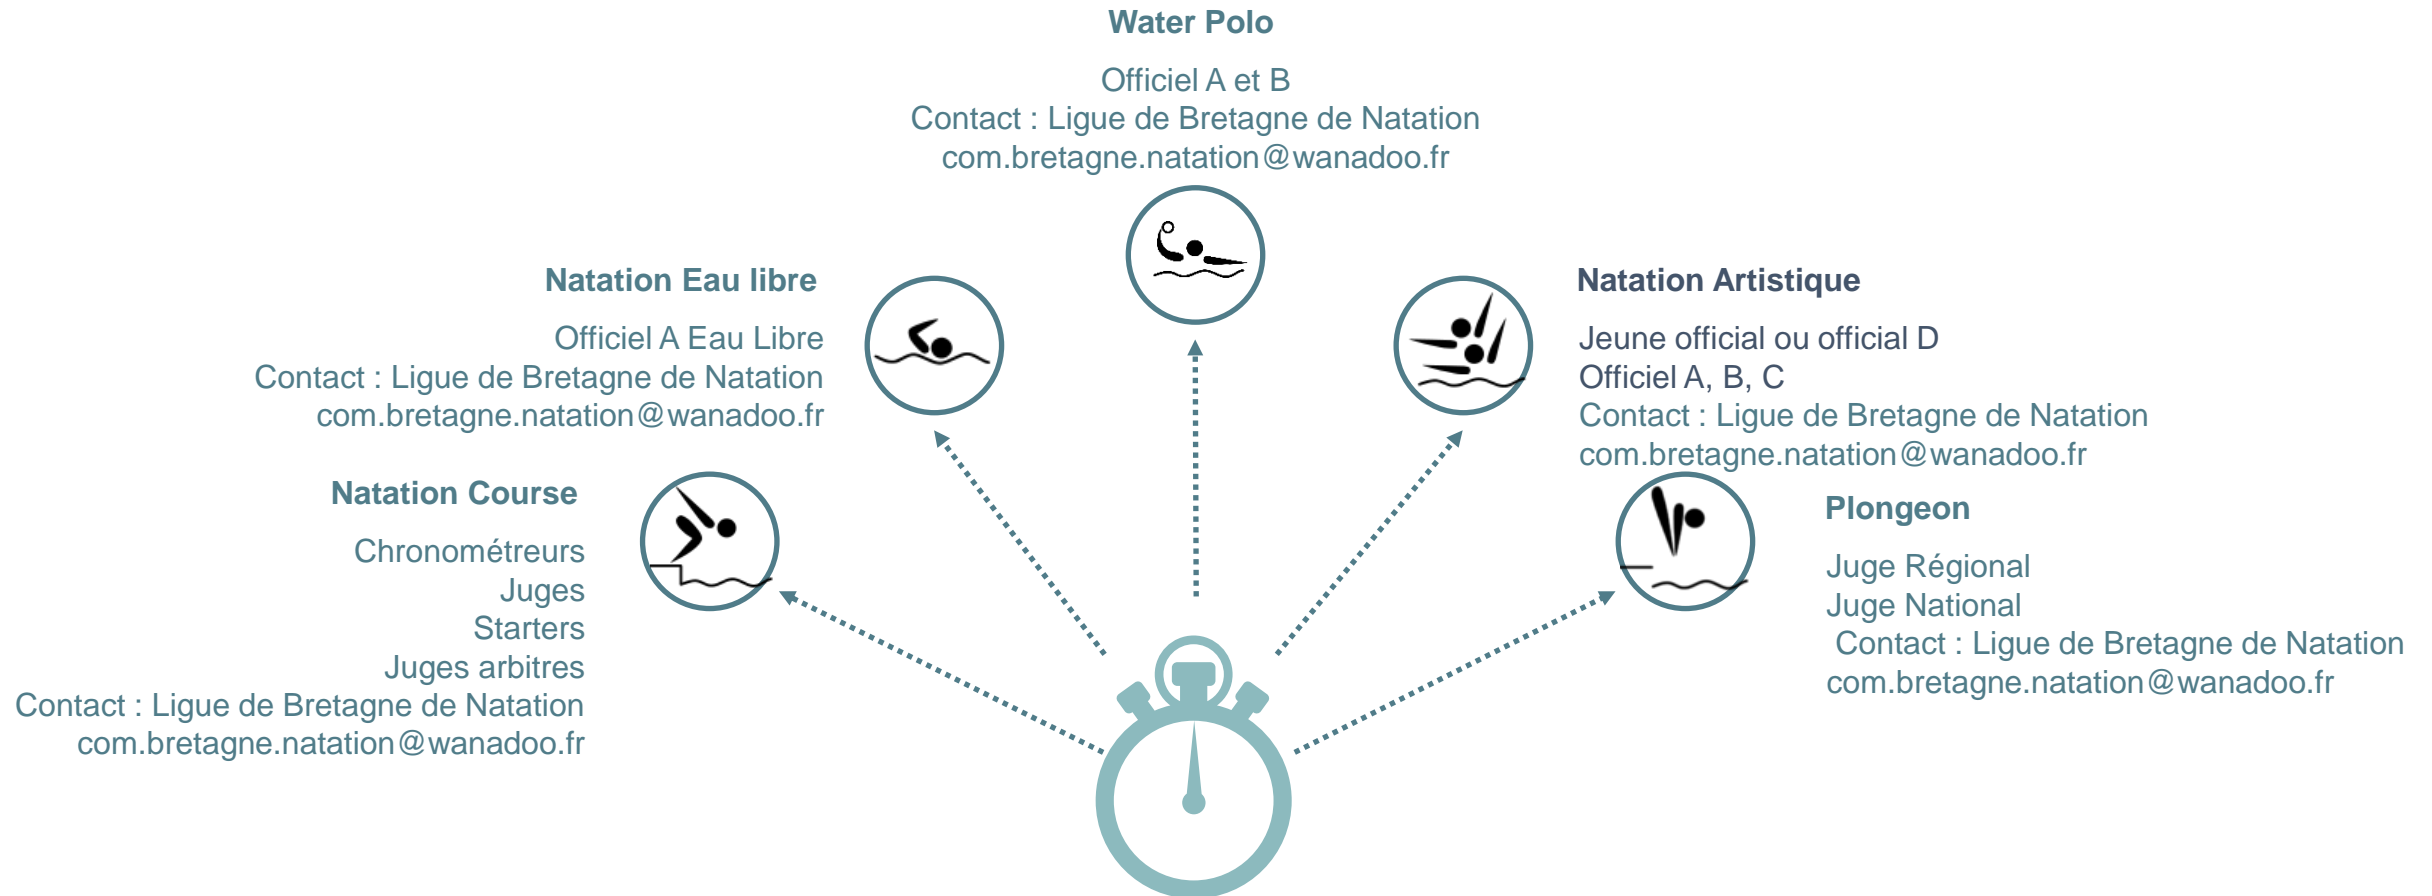 Water Polo
Officiel A et B
Contact : Ligue de Bretagne de Natation
com.bretagne.natation@wanadoo.fr
Natation Eau libre
Officiel A Eau Libre
Contact : Ligue de Bretagne de Natation
com.bretagne.natation@wanadoo.fr
Natation Artistique
Jeune official ou official D
Officiel A, B, C
Contact : Ligue de Bretagne de Natation
com.bretagne.natation@wanadoo.fr
Natation Course
Chronométreurs
Juges
Starters
Juges arbitres
Contact : Ligue de Bretagne de Natation
com.bretagne.natation@wanadoo.fr
Plongeon
Juge Régional
Juge National
Contact : Ligue de Bretagne de Natation
com.bretagne.natation@wanadoo.fr